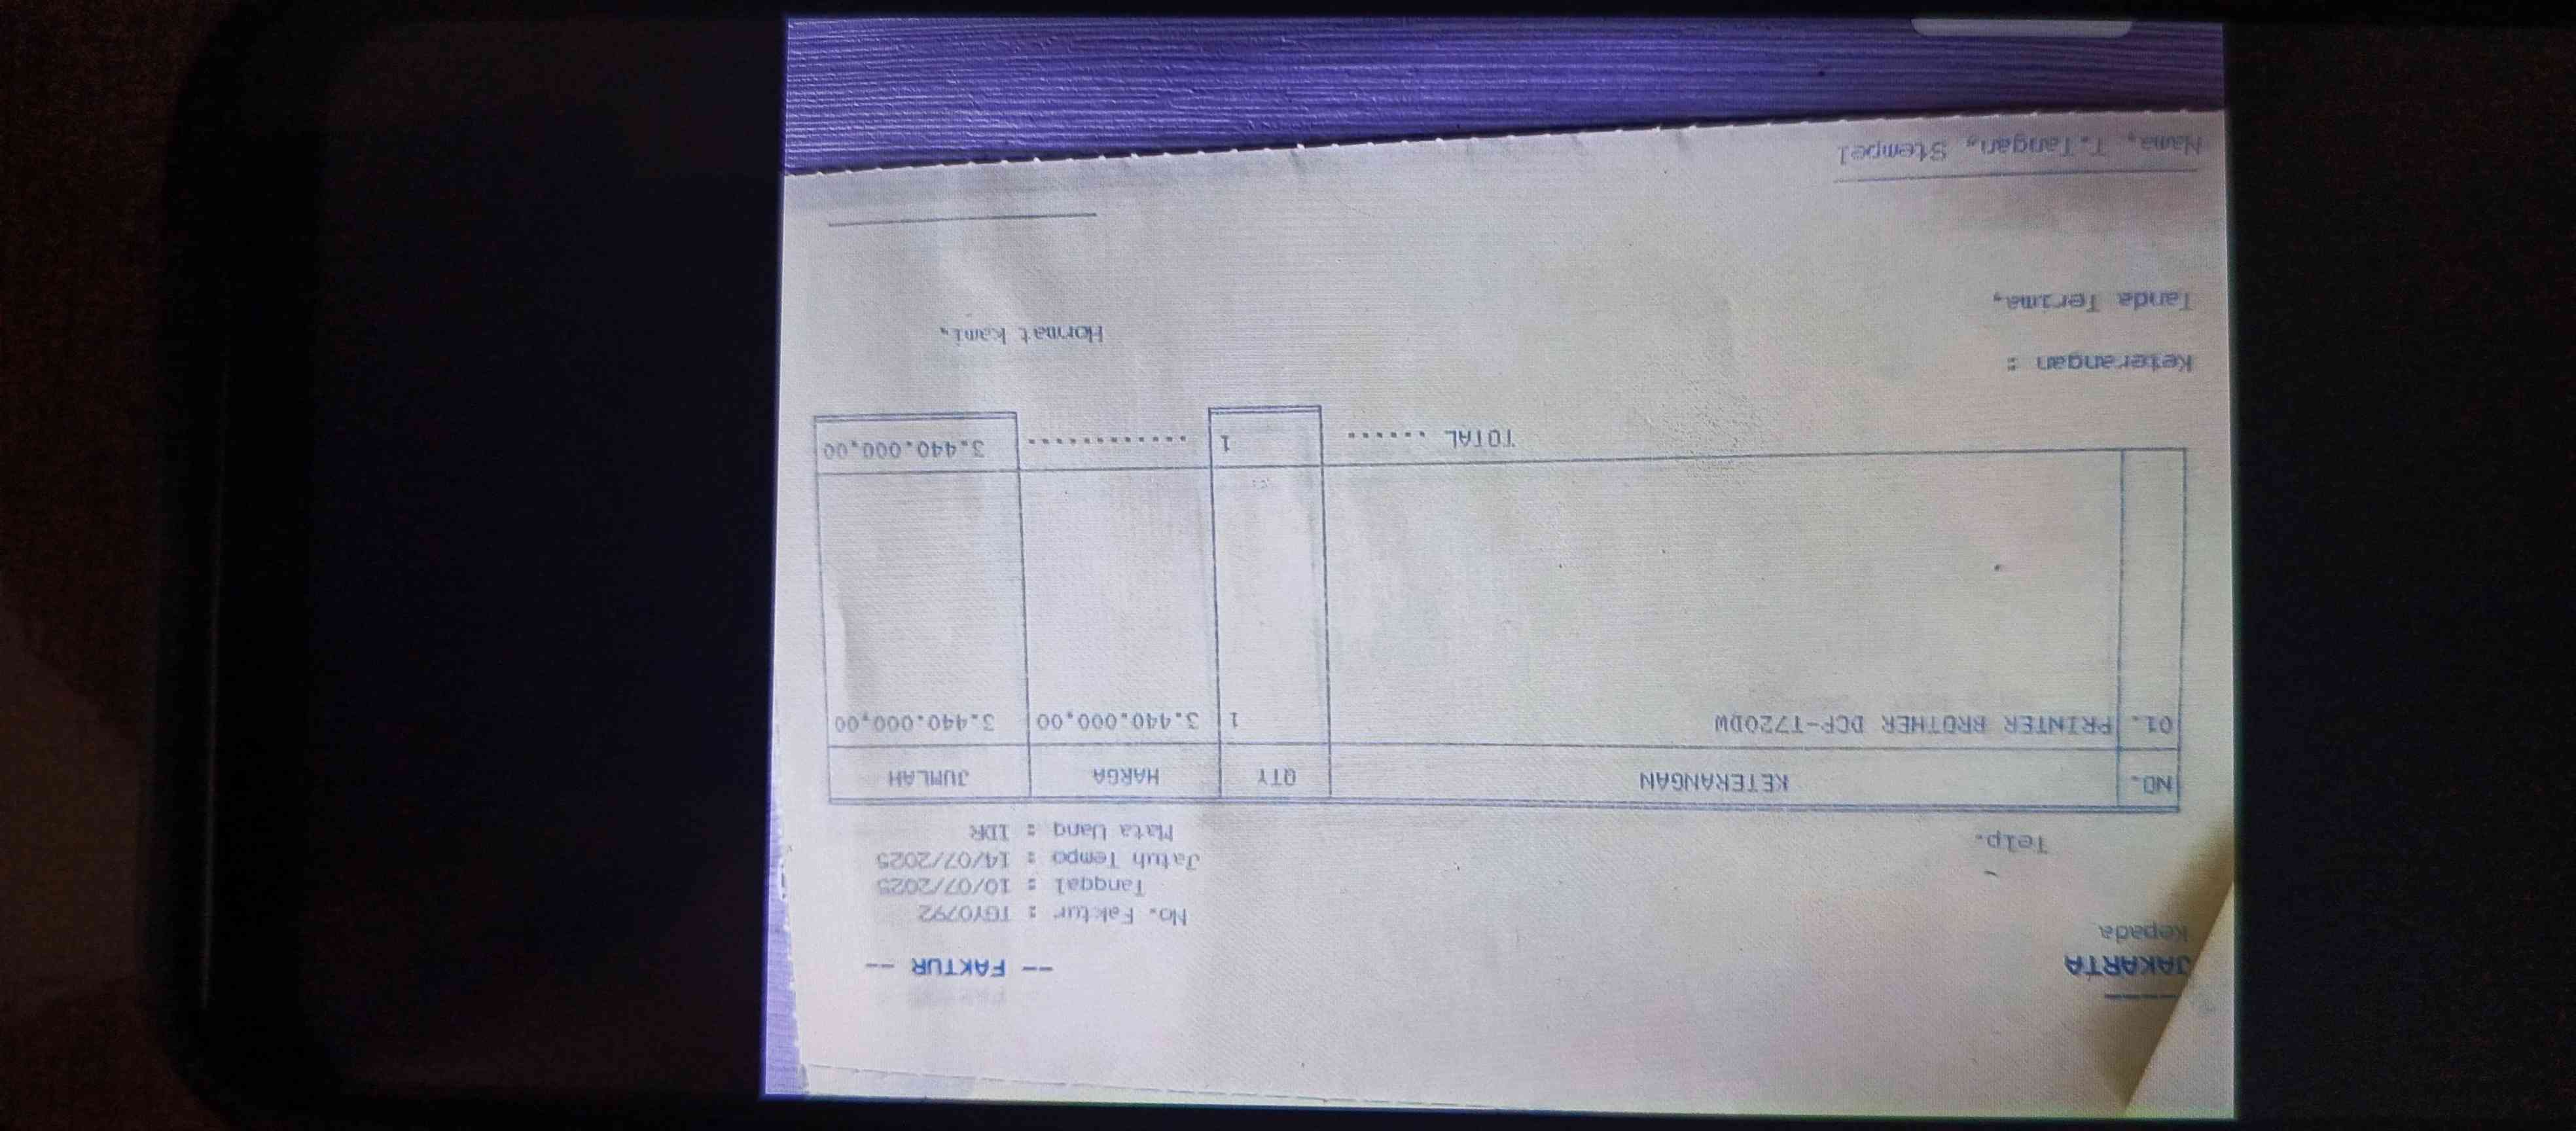 -- FAKTUR --
JAKARTA
Kepada
No. Faktur : TGY0792
Tanggal : 10/07/2025
Jatuh Tempo : 14/07/2025
Telp.
Mata Uang : IDR
NO. KETERANGAN QTY HARGA JUMLAH
01. PRINTER BROTHER DCP-T720DW 1 3.440.000,00 3.440.000,00
TOTAL ...... 1 ............. 3.440.000,00
Keterangan :
Hormat kami,
Tanda Terima,
Nama, T.Tangan, Stempel